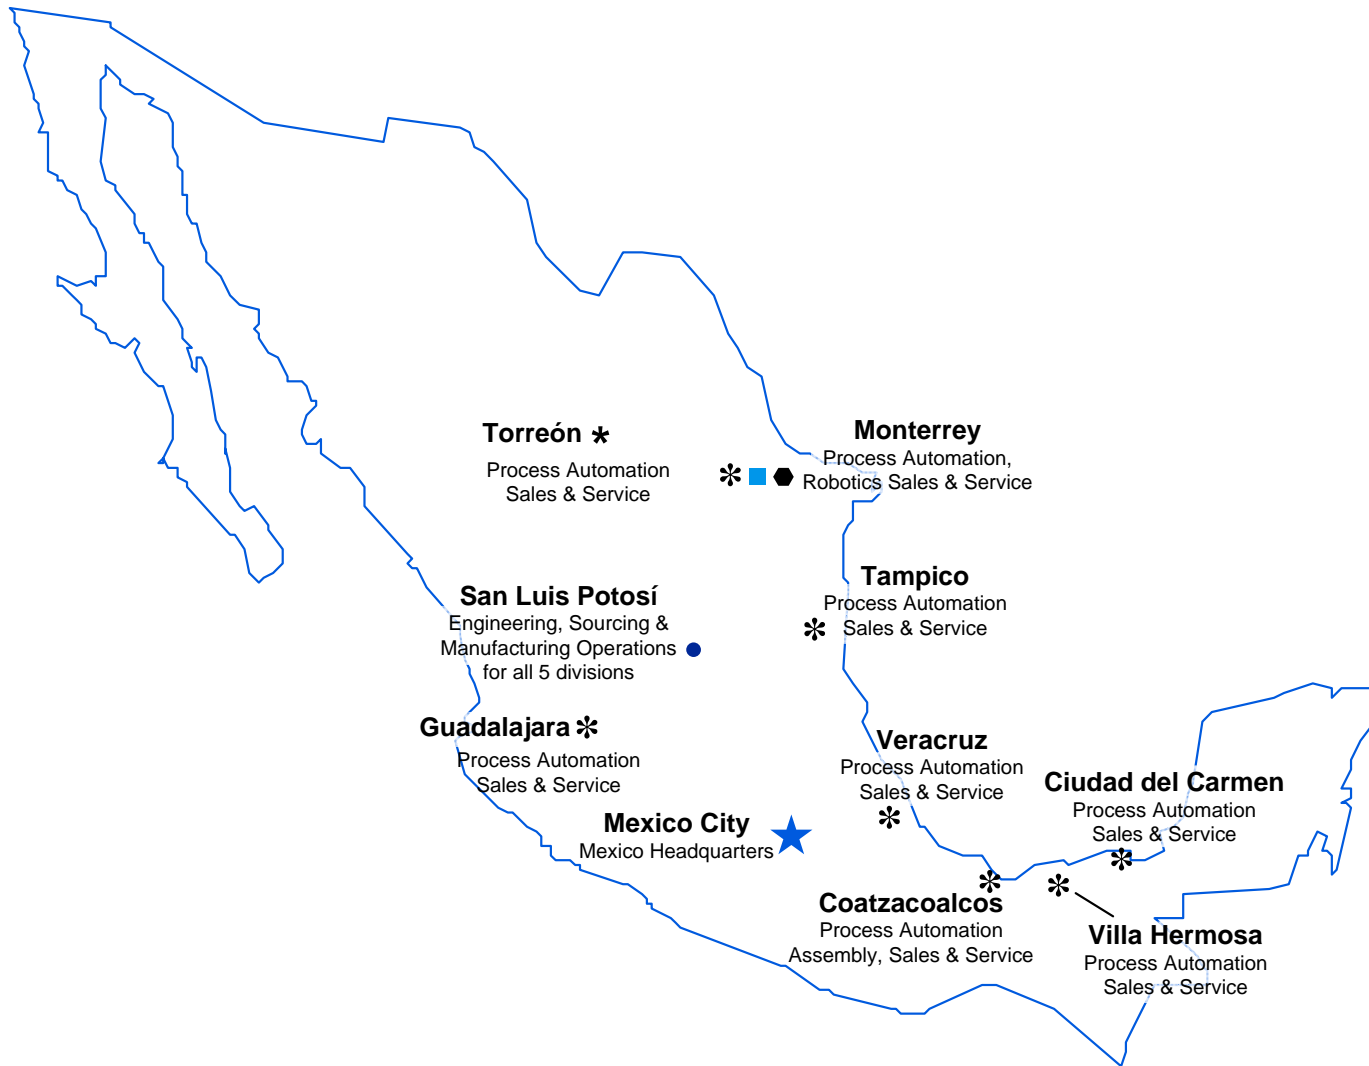 Torreón *
Process Automation
Sales & Service
Monterrey
Process Automation,
Robotics Sales & Service
San Luis Potosí
Engineering, Sourcing &
Manufacturing Operations
for all 5 divisions
Tampico
Process Automation
Sales & Service
Guadalajara
Process Automation
Sales & Service
Veracruz
Process Automation
Sales & Service
Ciudad del Carmen
Process Automation
Sales & Service
Mexico City
Mexico Headquarters
Coatzacoalcos
Process Automation
Assembly, Sales & Service
Villa Hermosa
Process Automation
Sales & Service